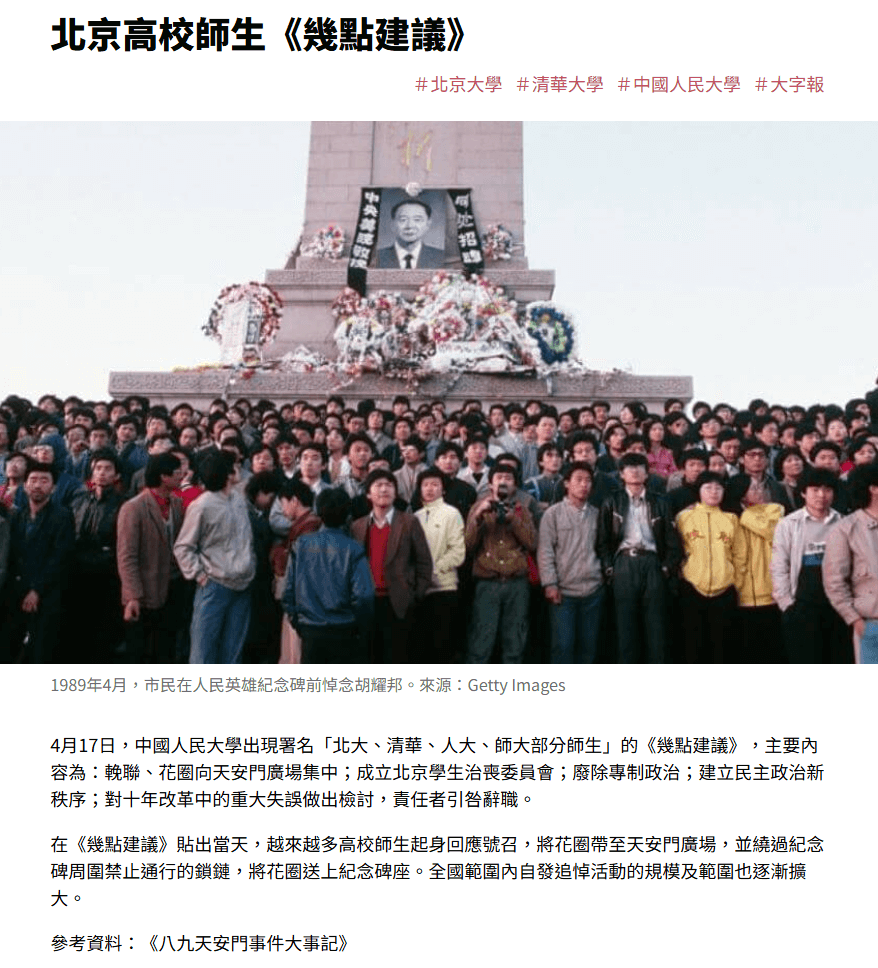 北京高校師生《幾點建議》
＃北京大學 ＃清華大學 ＃中國人民大學 ＃大字報
中央美院敬
招
1989年4月，市民在人民英雄紀念碑前悼念胡耀邦。來源：Getty Images
4月17日，中國人民大學出現署名「北大、清華、人大、師大部分師生」的《幾點建議》，主要內
容為：輓聯、花圈向天安門廣場集中；成立北京學生治喪委員會；廢除專制政治；建立民主政治新
秩序；對十年改革中的重大失誤做出檢討，責任者引咎辭職。
在《幾點建議》貼出當天，越來越多高校師生起身回應號召，將花圈帶至天安門廣場，並繞過紀念
碑周圍禁止通行的鎖鏈，將花圈送上紀念碑座。全國範圍內自發追悼活動的規模及範圍也逐漸擴
大。
參考資料：《八九天安門事件大事記》